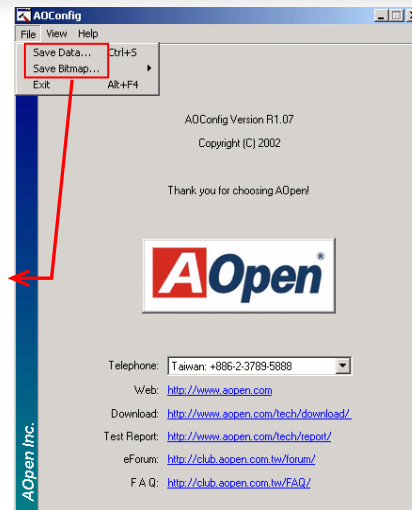 AOConfig
File View Help
Save Data... Ctrl+S
Save Bitmap...
Exit Alt+F4
AOConfig Version R1.07
Copyright (C) 2002
Thank you for choosing AOpen!
AOpen®
Telephone: Taiwan: +886-2-3789-5888
Web: http://www.aopen.com
Download: http://www.aopen.com/tech/download/
Test Report: http://www.aopen.com/tech/report/
eForum: http://club.aopen.com.tw/forum/
F A Q: http://club.aopen.com.tw/FAQ/
AOpen Inc.